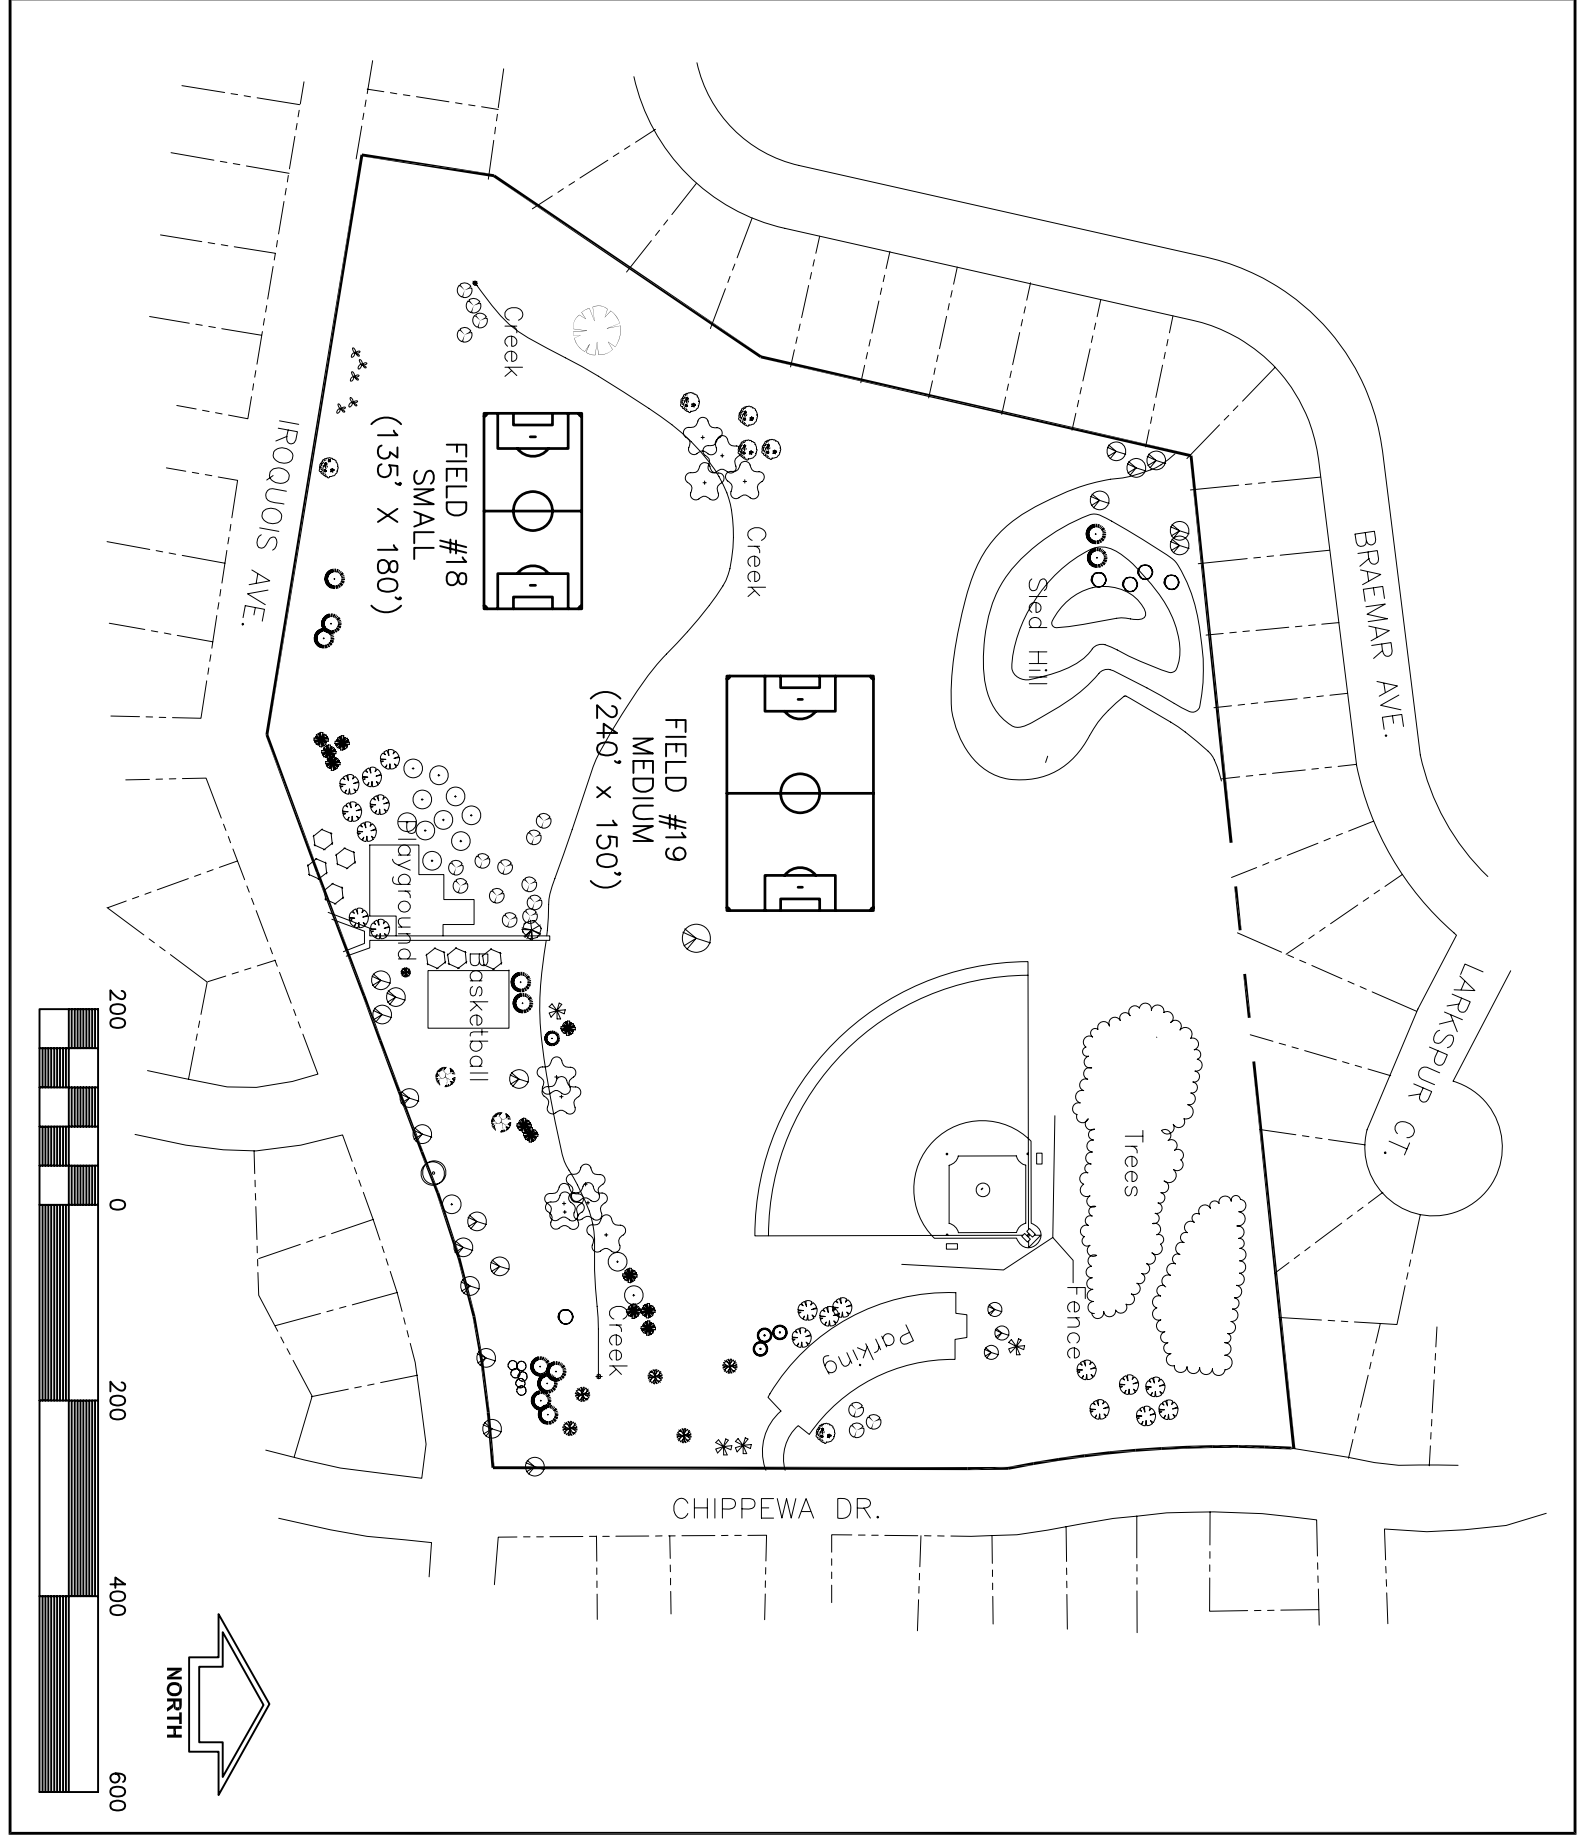 BRAEMAR AVE.
LARKSPUR CT.
IROQUOIS AVE.
CHIPPEWA DR.
Creek
Creek
Creek
FIELD #18
SMALL
(135' X 180')
FIELD #19
MEDIUM
(240' x 150')
Sled Hill
Playground
Basketball
Trees
Fence
Parking
200
0
200
400
600
NORTH